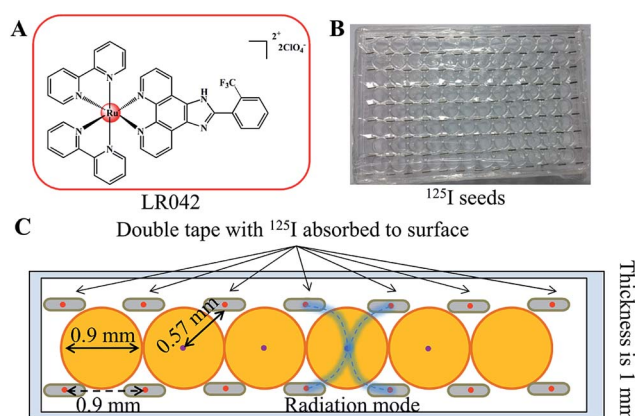 A
B
2+
2ClO₄⁻
N
N
N
N
N
N
Ru
H
N
N
F₃C
LR042
¹²⁵I seeds
C
Double tape with ¹²⁵I absorbed to surface
0.9 mm
0.57 mm
0.9 mm
Radiation mode
Thickness is 1 mm